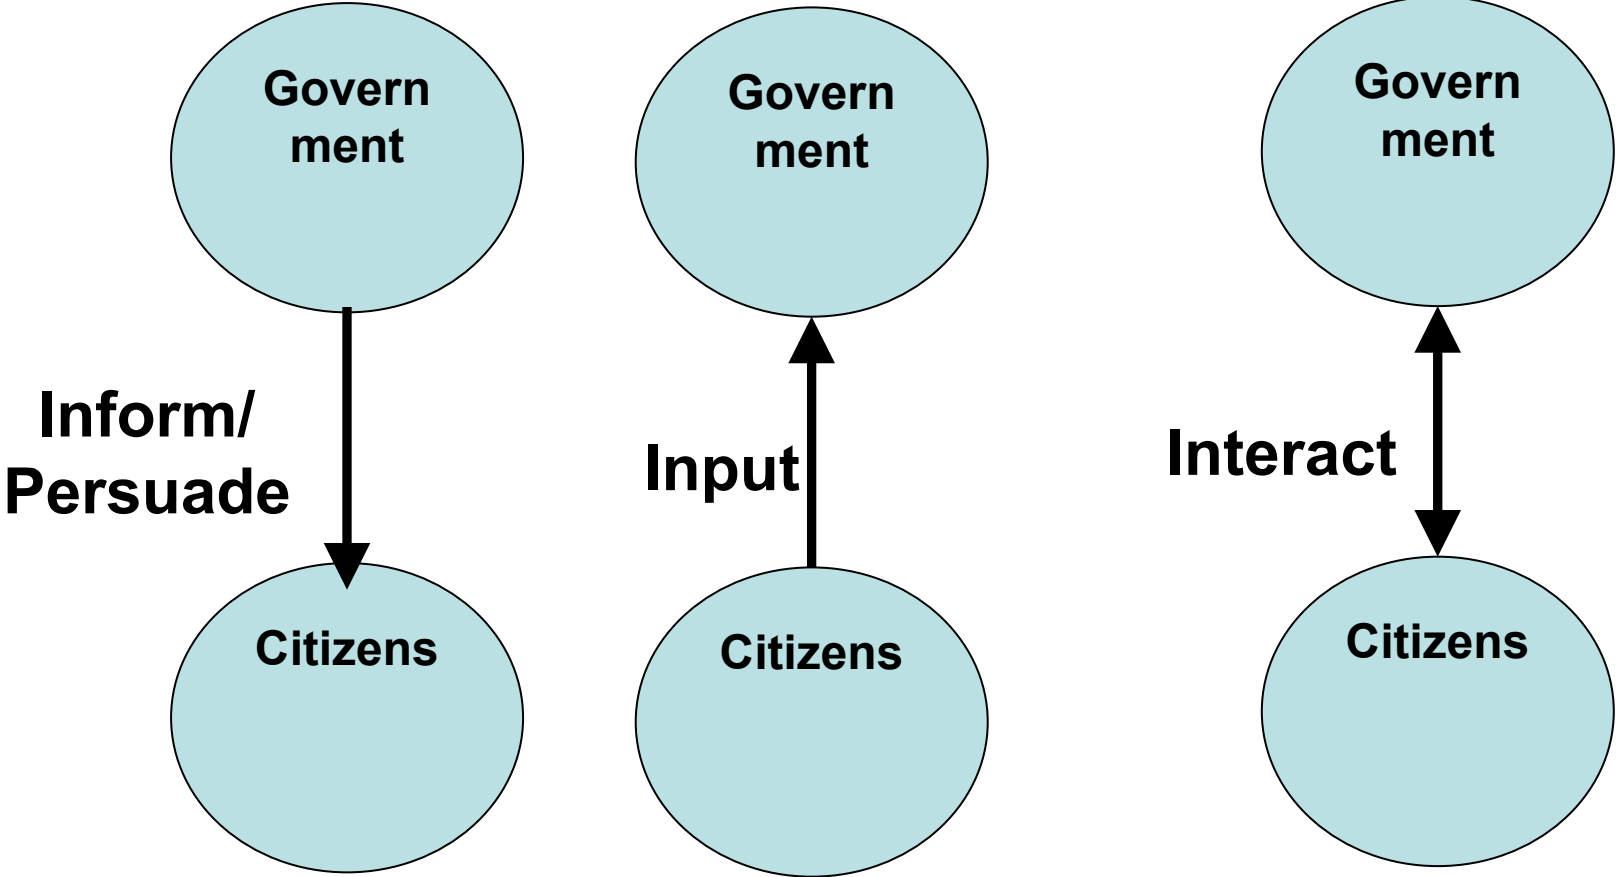 Govern
ment
Inform/
Persuade
Citizens
Govern
ment
Input
Citizens
Govern
ment
Interact
Citizens